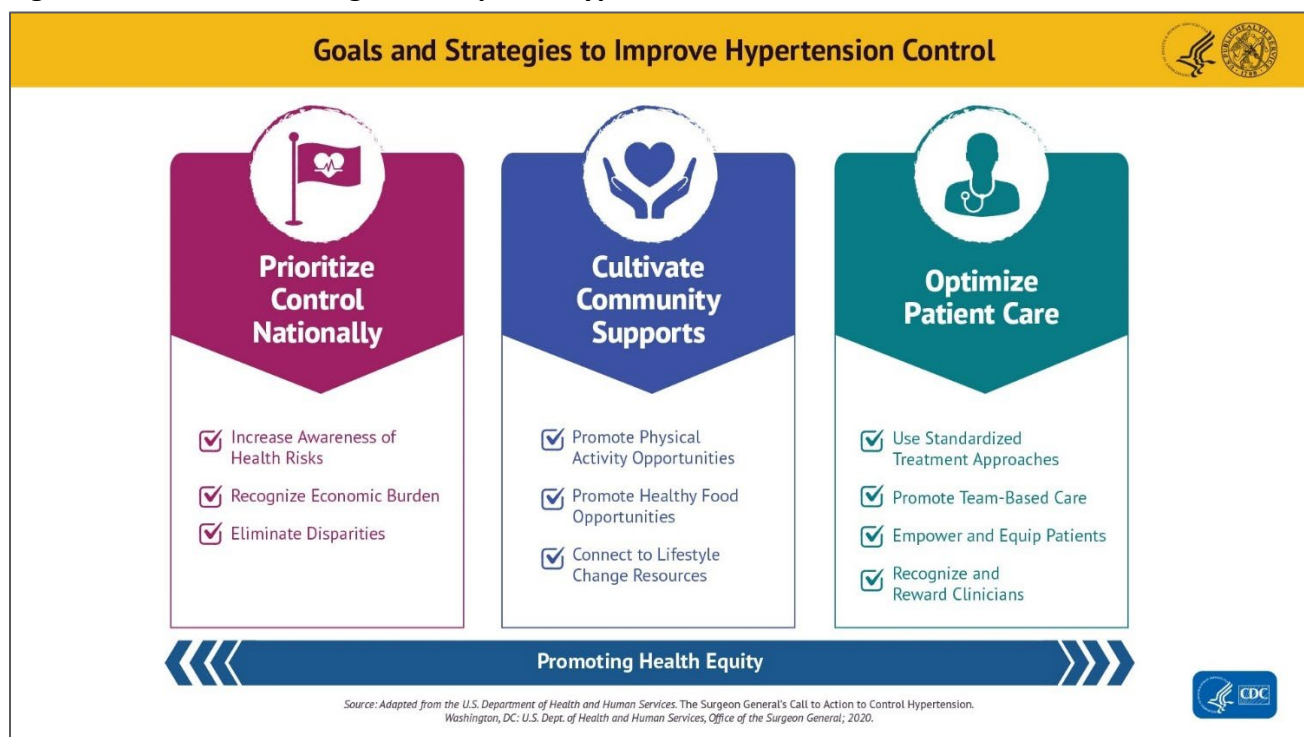 Goals and Strategies to Improve Hypertension Control
Prioritize
Control
Nationally
Increase Awareness of
Health Risks
Recognize Economic Burden
Eliminate Disparities
Cultivate
Community
Supports
Promote Physical
Activity Opportunities
Promote Healthy Food
Opportunities
Connect to Lifestyle
Change Resources
Optimize
Patient Care
Use Standardized
Treatment Approaches
Promote Team-Based Care
Empower and Equip Patients
Recognize and
Reward Clinicians
Promoting Health Equity
Source: Adapted from the U.S. Department of Health and Human Services. The Surgeon General's Call to Action to Control Hypertension.
Washington, DC: U.S. Dept. of Health and Human Services, Office of the Surgeon General; 2020.
CDC